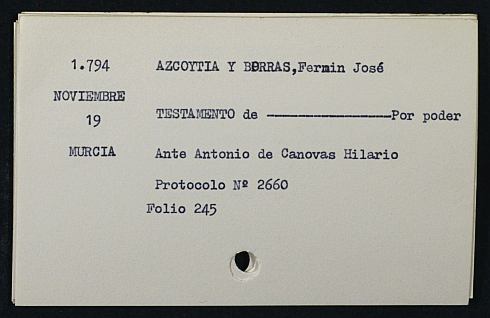 1.794 AZCOYTIA Y BORRAS,Fermin José
NOVIEMBRE
19 TESTAMENTO de ----------------Por poder
MURCIA Ante Antonio de Canovas Hilario
Protocolo Nº 2660
Folio 245